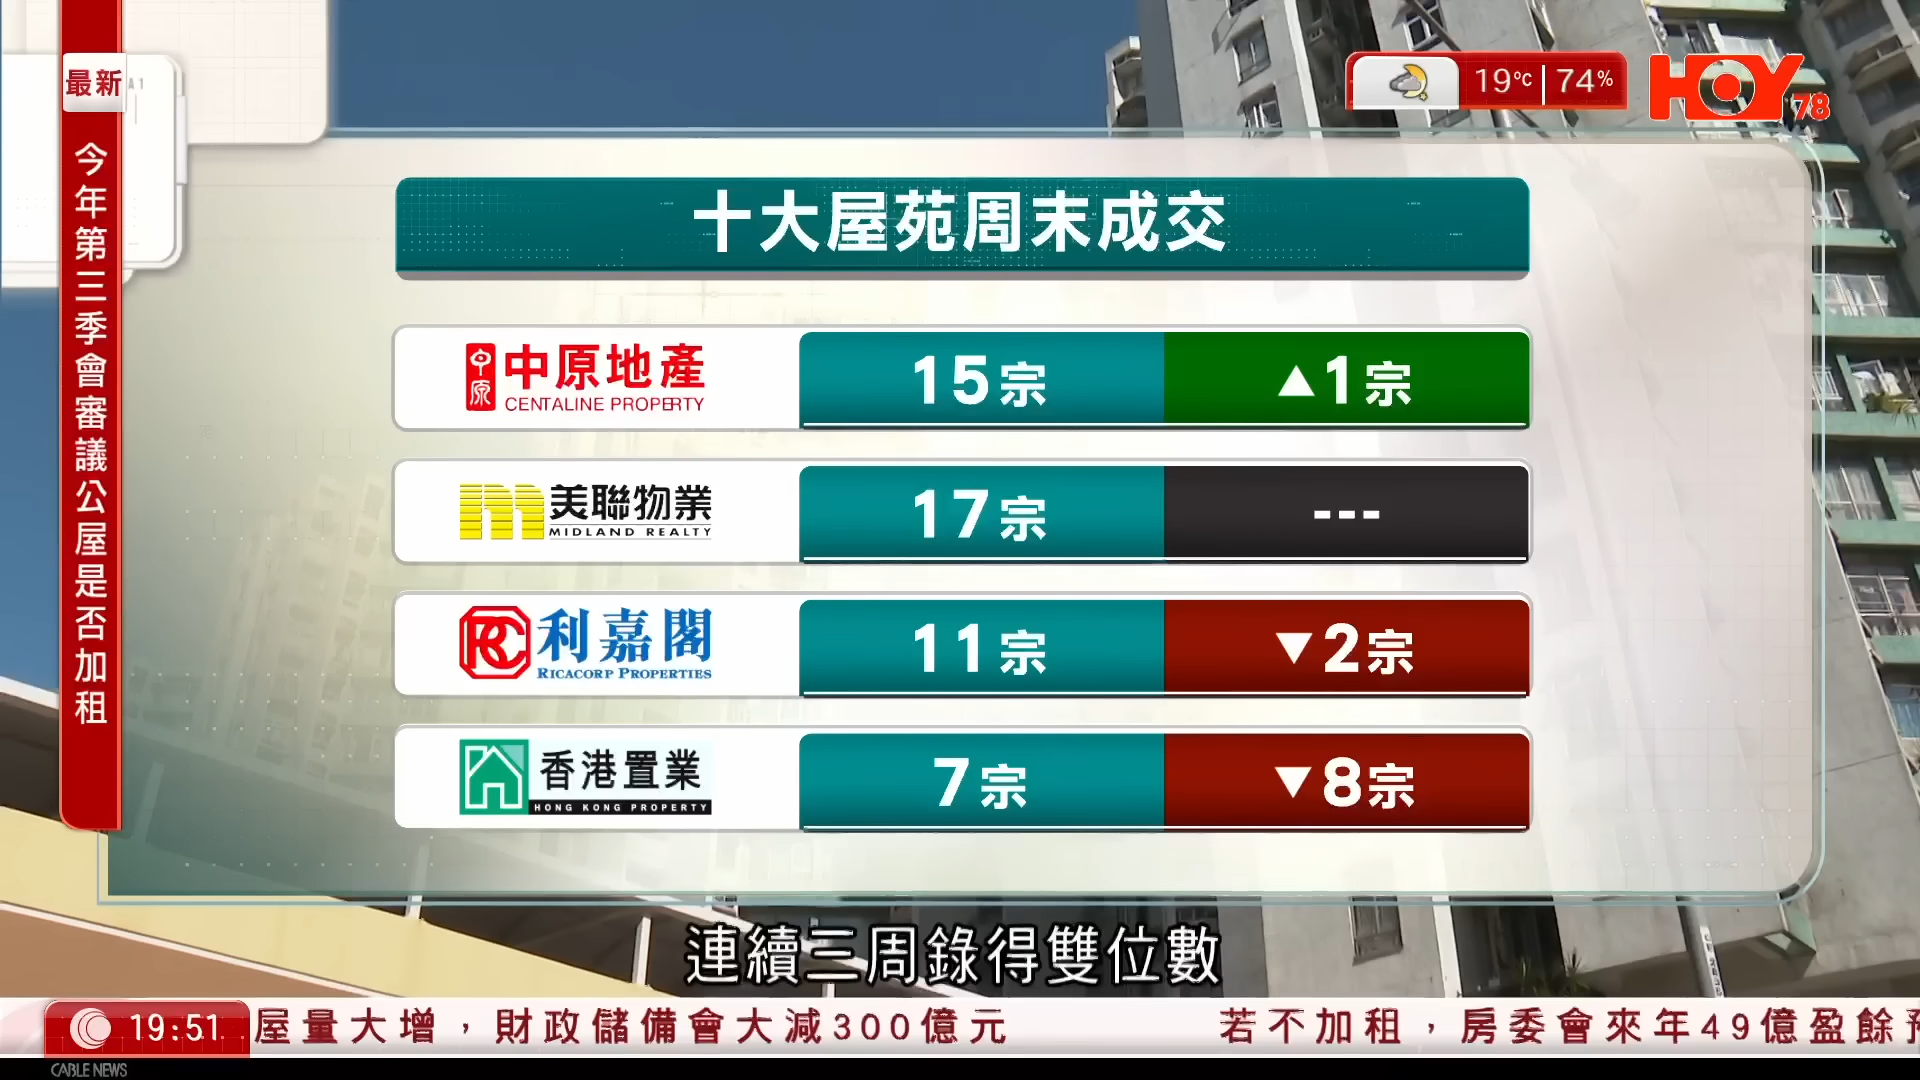 最新
今年第三季會審議公屋是否加租
19°C 74%
HOY 78
十大屋苑周末成交
中原 中原地產 15宗 ▲1宗
CENTALINE PROPERTY
美聯物業 17宗 ---
MIDLAND REALTY
RC 利嘉閣 11宗 ▼2宗
RICACORP PROPERTIES
香港置業 7宗 ▼8宗
HONG KONG PROPERTY
連續三周錄得雙位數
19:51 屋量大增，財政儲備會大減300億元 若不加租，房委會來年49億盈餘
CABLE NEWS